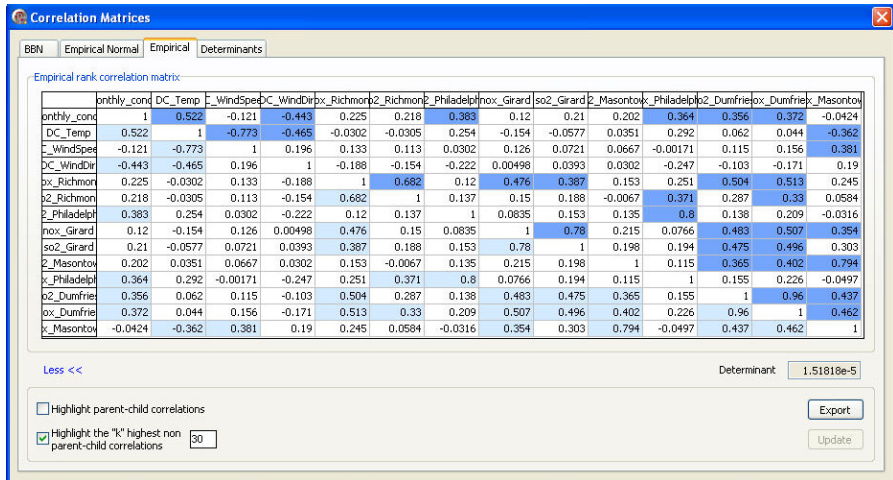 Correlation Matrices
BBN Empirical Normal Empirical Determinants
Empirical rank correlation matrix
onthly_cond DC_Temp C_WindSpee DC_WindDir ox_Richmon o2_Richmon 2_Philadelph nox_Girard so2_Girard 2_Masontow x_Philadelph o2_Dumfries ox_Dumfrie x_Masontow
onthly_cond 1 0.522 -0.121 -0.443 0.225 0.218 0.383 0.12 0.21 0.202 0.364 0.356 0.372 -0.0424
DC_Temp 0.522 1 -0.773 -0.465 -0.0302 -0.0305 0.254 -0.154 -0.0577 0.0351 0.292 0.062 0.044 -0.362
C_WindSpee -0.121 -0.773 1 0.196 0.133 0.113 0.0302 0.126 0.0721 0.0667 -0.00171 0.115 0.156 0.381
DC_WindDir -0.443 -0.465 0.196 1 -0.188 -0.154 -0.222 0.00498 0.0393 0.0302 -0.247 -0.103 -0.171 0.19
ox_Richmon 0.225 -0.0302 0.133 -0.188 1 0.682 0.12 0.476 0.387 0.153 0.251 0.504 0.513 0.245
o2_Richmon 0.218 -0.0305 0.113 -0.154 0.682 1 0.137 0.15 0.188 -0.0067 0.371 0.287 0.33 0.0584
2_Philadelph 0.383 0.254 0.0302 -0.222 0.12 0.137 1 0.0835 0.153 0.135 0.8 0.138 0.209 -0.0316
nox_Girard 0.12 -0.154 0.126 0.00498 0.476 0.15 0.0835 1 0.78 0.215 0.0766 0.483 0.507 0.354
so2_Girard 0.21 -0.0577 0.0721 0.0393 0.387 0.188 0.153 0.78 1 0.198 0.194 0.475 0.496 0.303
2_Masontow 0.202 0.0351 0.0667 0.0302 0.153 -0.0067 0.135 0.215 0.198 1 0.115 0.365 0.402 0.794
x_Philadelph 0.364 0.292 -0.00171 -0.247 0.251 0.371 0.8 0.0766 0.194 0.115 1 0.155 0.226 -0.0497
o2_Dumfries 0.356 0.062 0.115 -0.103 0.504 0.287 0.138 0.483 0.475 0.365 0.155 1 0.96 0.437
ox_Dumfrie 0.372 0.044 0.156 -0.171 0.513 0.33 0.209 0.507 0.496 0.402 0.226 0.96 1 0.462
x_Masontow -0.0424 -0.362 0.381 0.19 0.245 0.0584 -0.0316 0.354 0.303 0.794 -0.0497 0.437 0.462 1
Less << Determinant 1.51818e-5
Highlight parent-child correlations
Export
Highlight the "k" highest non
parent-child correlations
30
Update